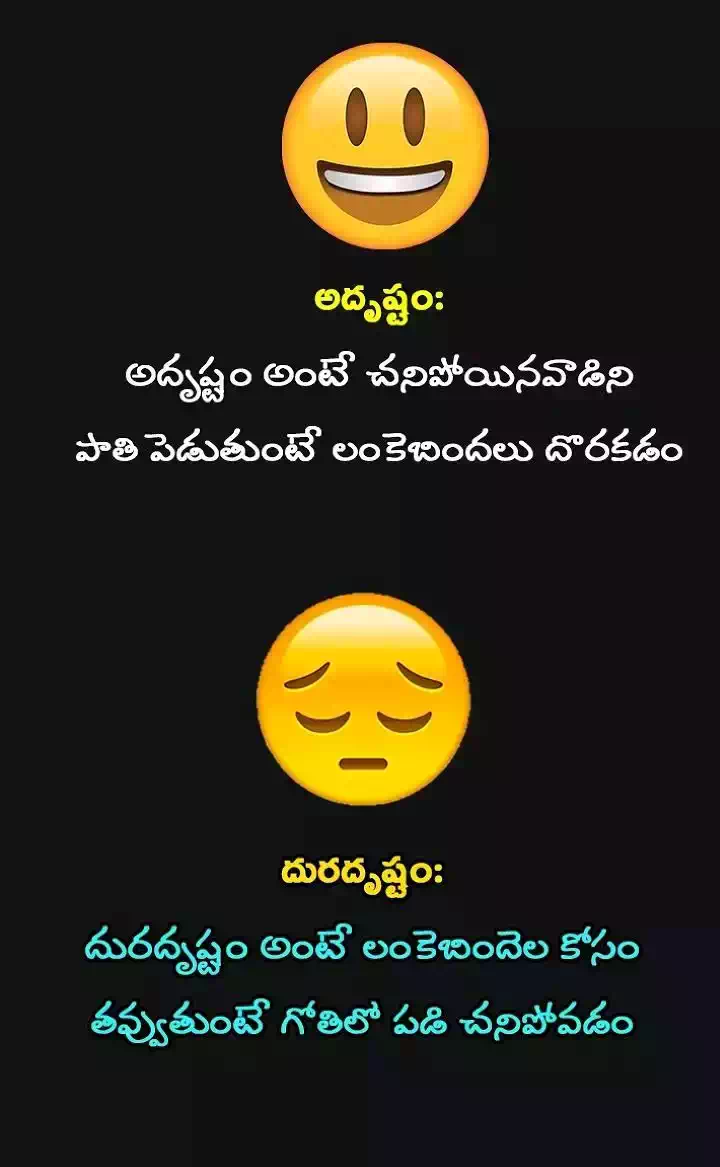 అదృష్టం:
అదృష్టం అంటే చనిపోయినవాడిని
పాతి పెడుతుంటే లంకెబిందలు దొరకడం
దురదృష్టం:
దురదృష్టం అంటే లంకెబిందెల కోసం
తవ్వుతుంటే గోతిలో పడి చనిపోవడం